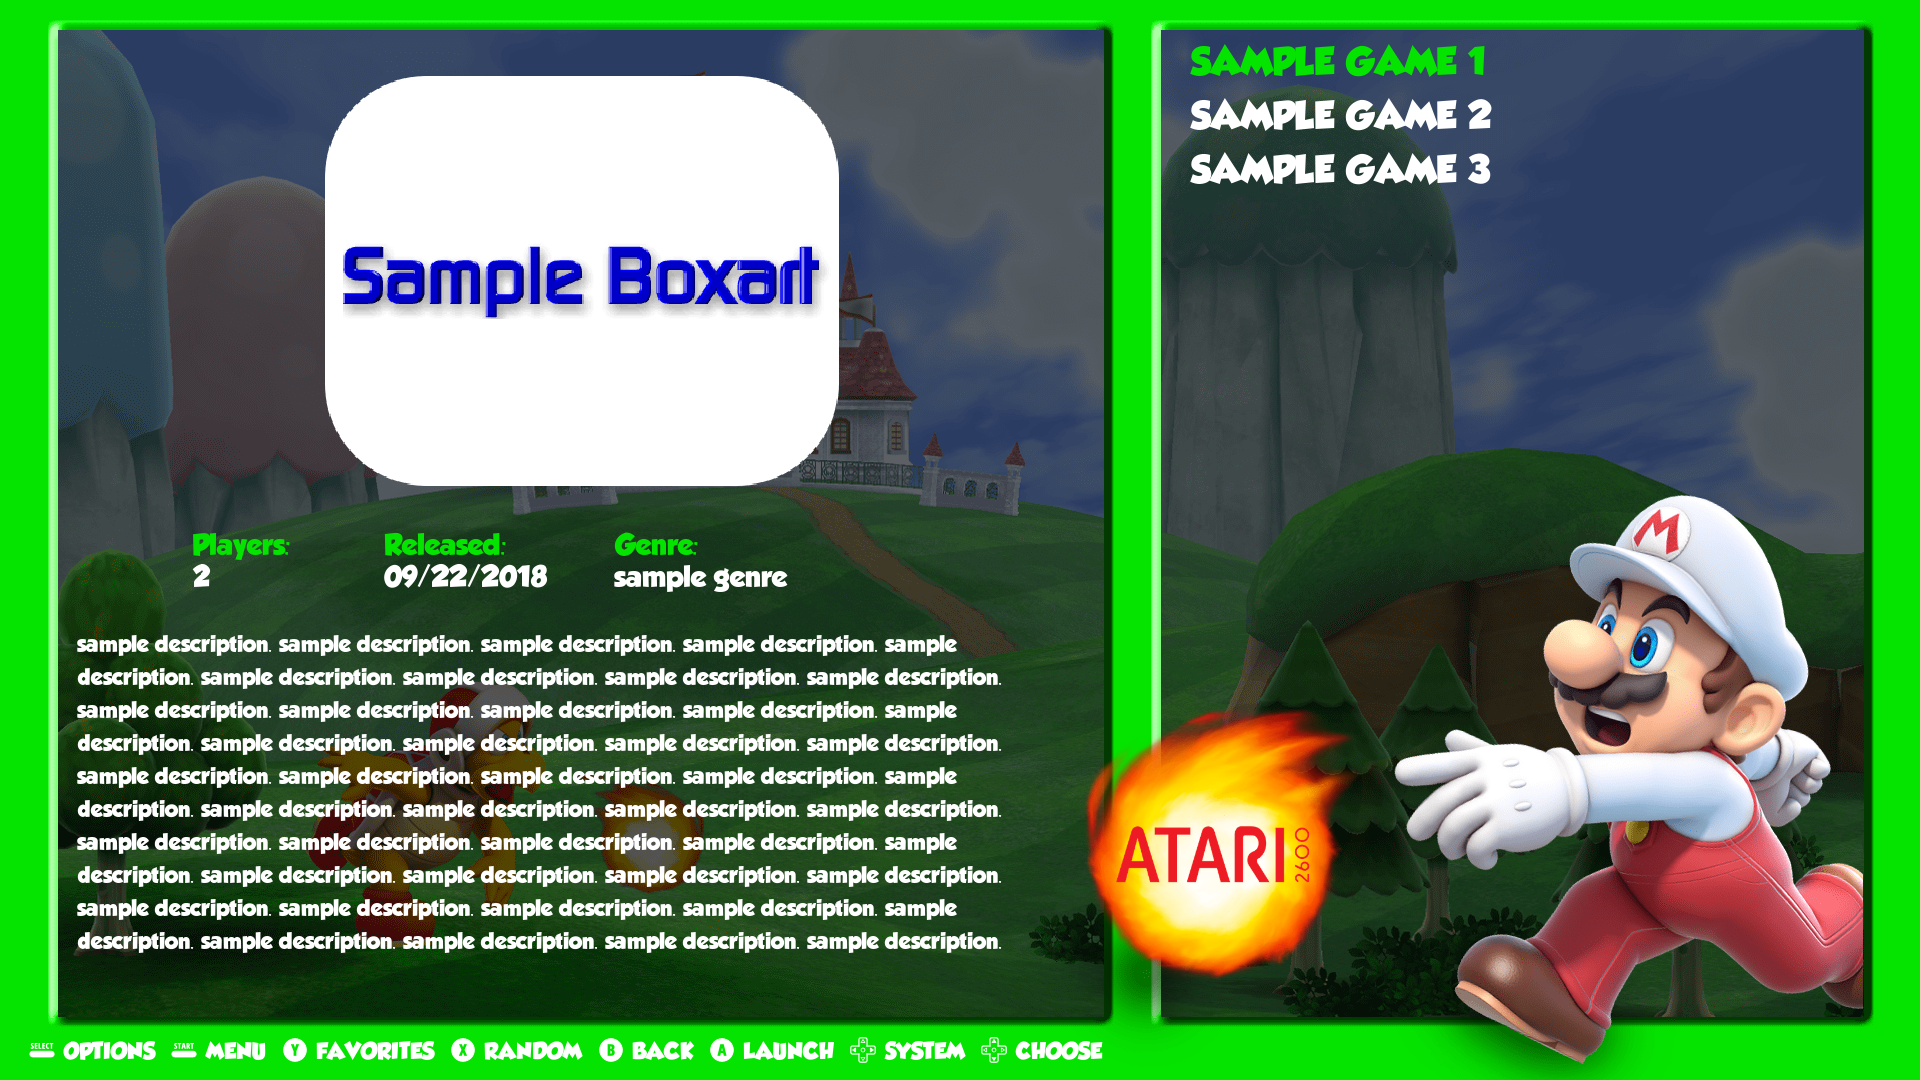 Sample Boxart
Players:
2
Released:
09/22/2018
Genre:
sample genre
sample description. sample description. sample description. sample description. sample
description. sample description. sample description. sample description. sample description.
sample description. sample description. sample description. sample description. sample
description. sample description. sample description. sample description. sample description.
sample description. sample description. sample description. sample description. sample
description. sample description. sample description. sample description. sample description.
sample description. sample description. sample description. sample description. sample
description. sample description. sample description. sample description. sample description.
sample description. sample description. sample description. sample description. sample
description. sample description. sample description. sample description. sample description.
SAMPLE GAME 1
SAMPLE GAME 2
SAMPLE GAME 3
M
ATARI 2600
SELECT OPTIONS START MENU Y FAVORITES X RANDOM B BACK A LAUNCH SYSTEM CHOOSE